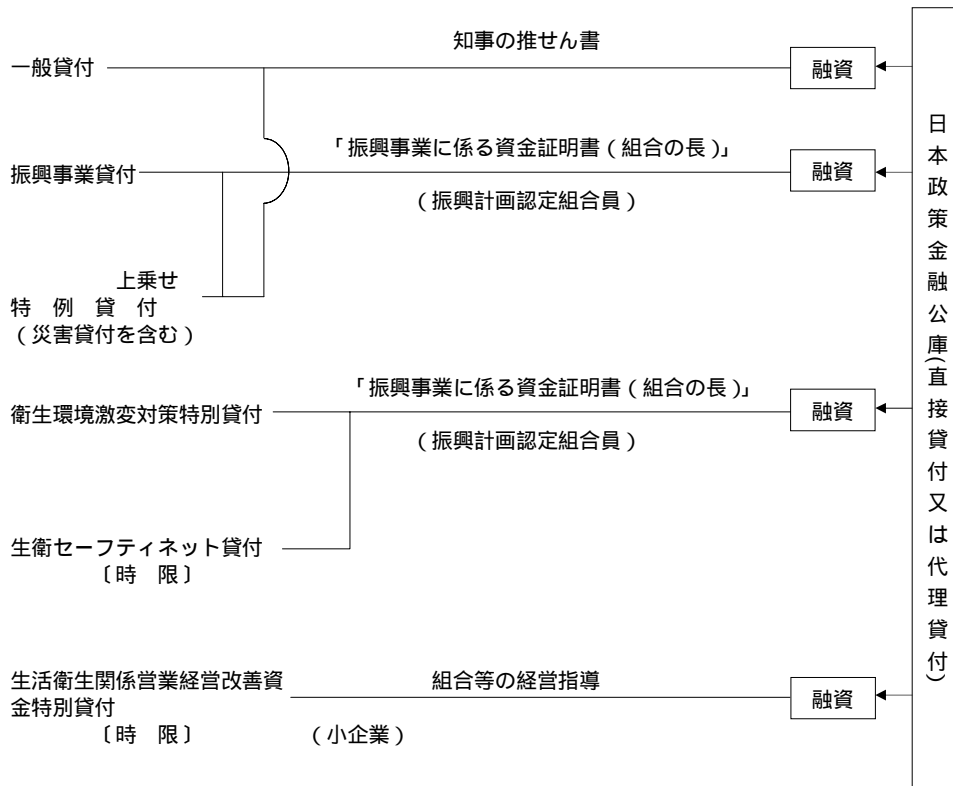 知事の推せん書
一般貸付
融資
「振興事業に係る資金証明書(組合の長)」
振興事業貸付
融資
(振興計画認定組合員)
上乗せ
特 例 貸 付
(災害貸付を含む)
「振興事業に係る資金証明書(組合の長)」
衛生環境激変対策特別貸付
融資
(振興計画認定組合員)
生衛セーフティネット貸付
〔時 限〕
生活衛生関係営業経営改善資
金特別貸付
組合等の経営指導
融資
〔時 限〕
(小企業)
日本政策金融公庫(直接貸付又は代理貸付)